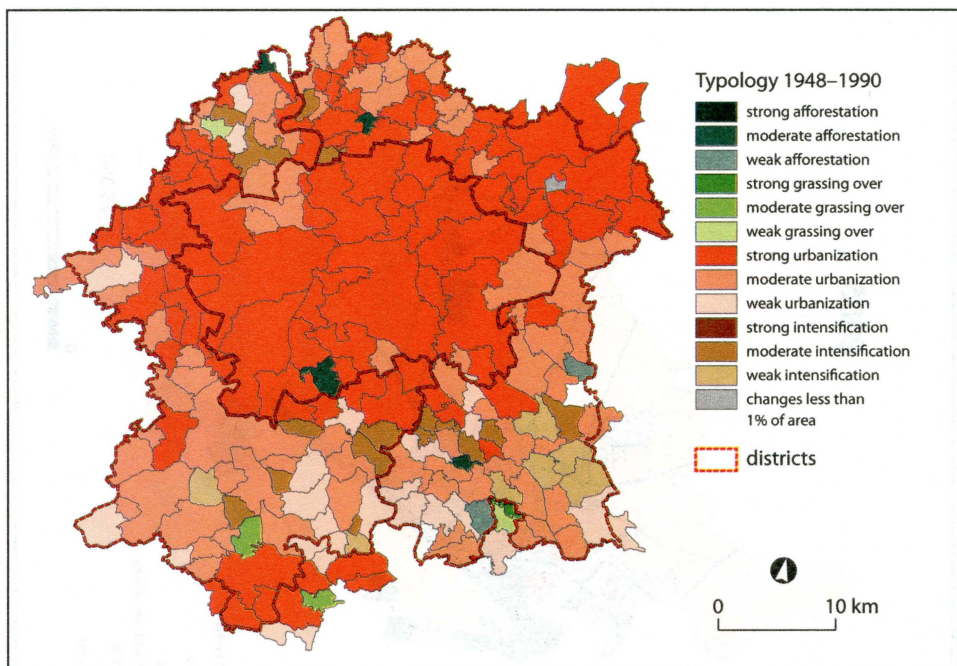 Typology 1948–1990
strong afforestation
moderate afforestation
weak afforestation
strong grassing over
moderate grassing over
weak grassing over
strong urbanization
moderate urbanization
weak urbanization
strong intensification
moderate intensification
weak intensification
changes less than
1% of area
districts
0 10 km